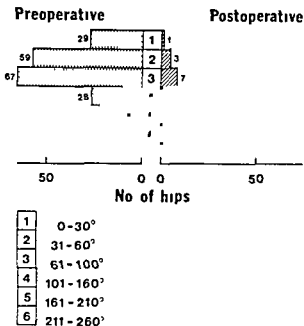 Preoperative Postoperative
29 1 1
59 2 3
67 3 7
28
50 0 0 50
No of hips
1 0-30°
2 31-60°
3 61-100°
4 101-160°
5 161-210°
6 211-260°